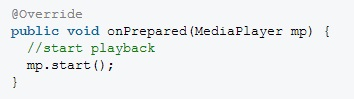 @Override
public void onPrepared(MediaPlayer mp) {
  //start playback
  mp.start();
}